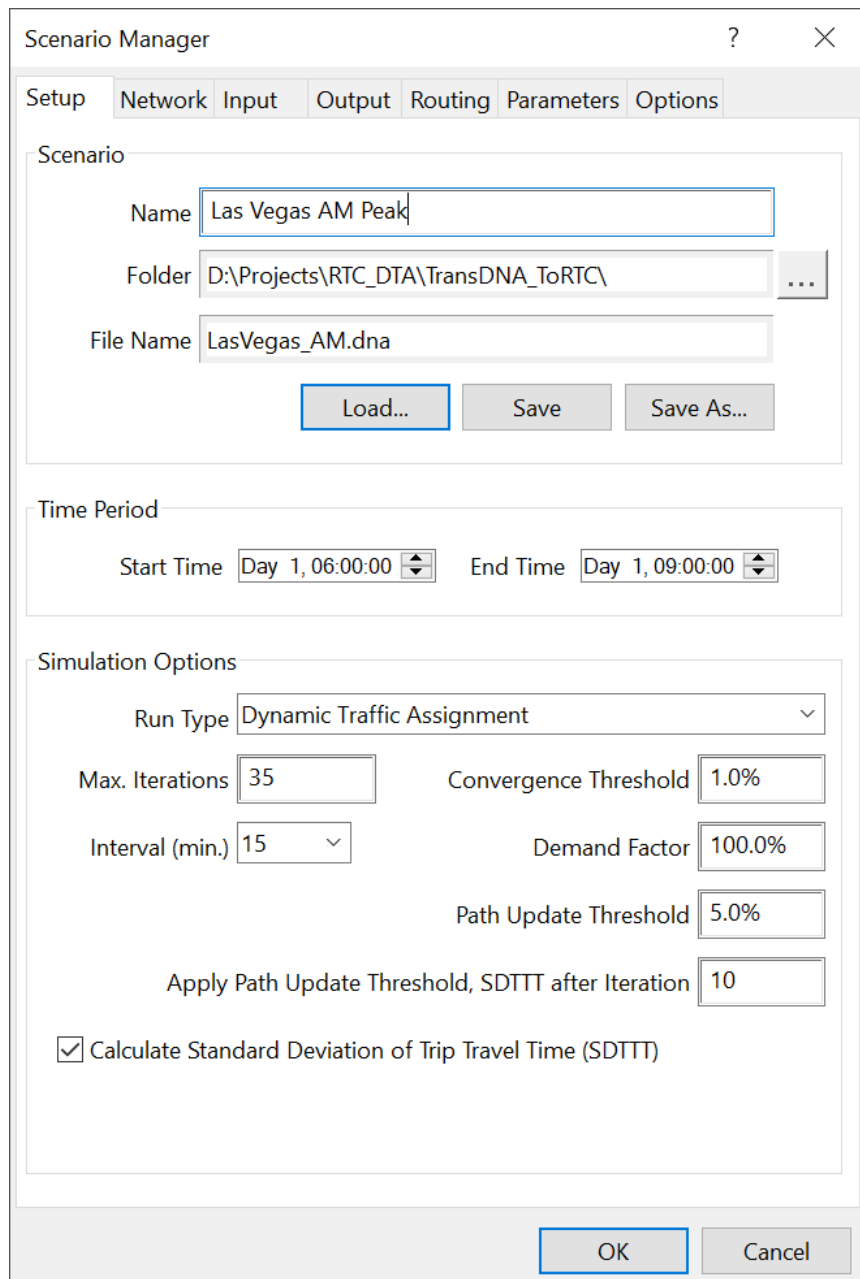 Scenario Manager ?
Setup Network Input Output Routing Parameters Options
Scenario
Name Las Vegas AM Peak
Folder D:\Projects\RTC_DTA\TransDNA_ToRTC\ ...
File Name LasVegas_AM.dna
Load... Save Save As...
Time Period
Start Time Day 1, 06:00:00 End Time Day 1, 09:00:00
Simulation Options
Run Type Dynamic Traffic Assignment
Max. Iterations 35 Convergence Threshold 1.0%
Interval (min.) 15 Demand Factor 100.0%
Path Update Threshold 5.0%
Apply Path Update Threshold, SDTTT after Iteration 10
Calculate Standard Deviation of Trip Travel Time (SDTTT)
OK Cancel